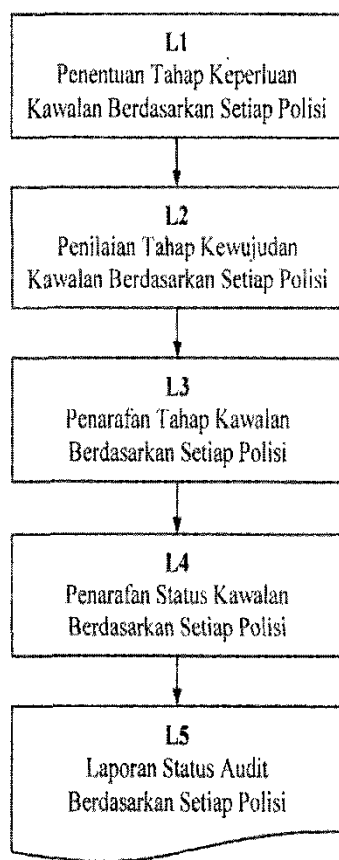 L1
Penentuan Tahap Keperluan
Kawalan Berdasarkan Setiap Polisi
L2
Penilaian Tahap Kewujudan
Kawalan Berdasarkan Setiap Polisi
L3
Penarafan Tahap Kawalan
Berdasarkan Setiap Polisi
L4
Penarafan Status Kawalan
Berdasarkan Setiap Polisi
L5
Laporan Status Audit
Berdasarkan Setiap Polisi